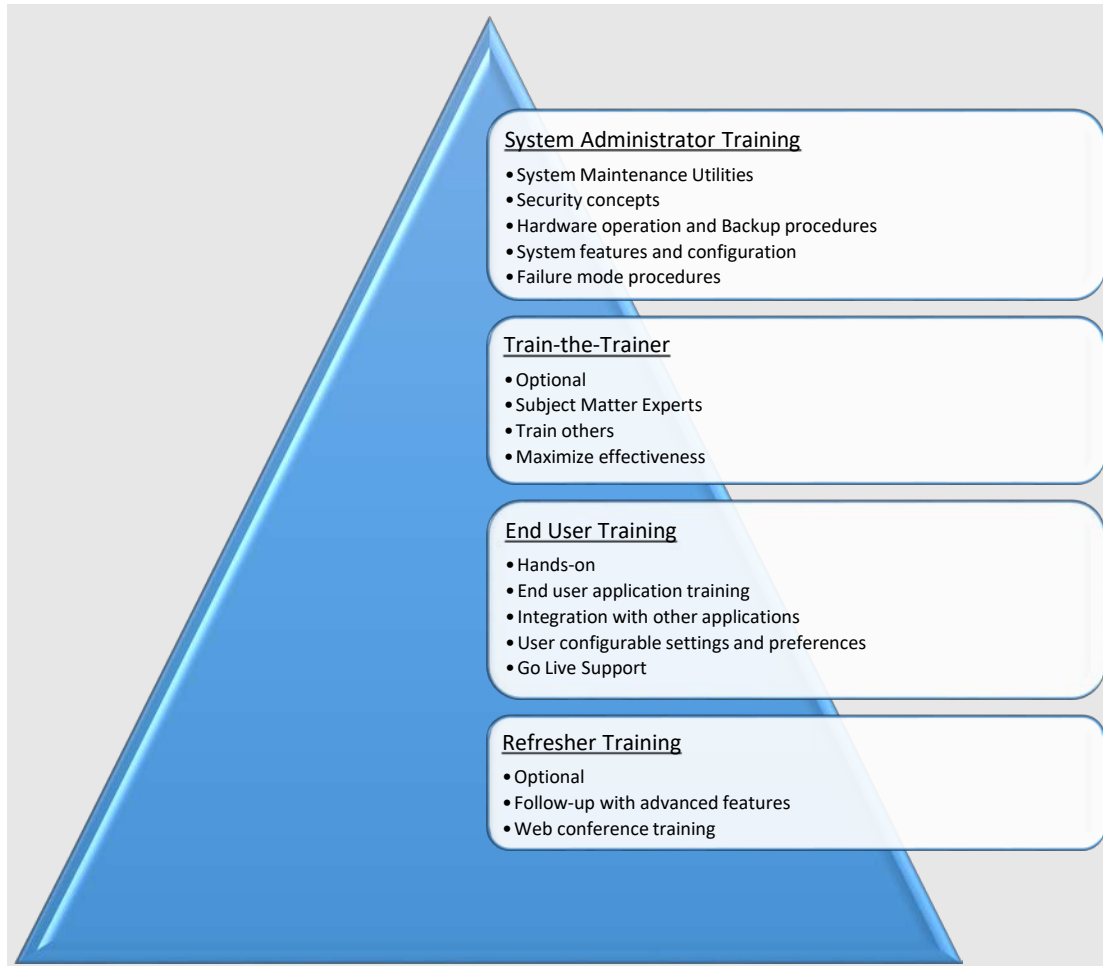 System Administrator Training
•System Maintenance Utilities
•Security concepts
•Hardware operation and Backup procedures
•System features and configuration
•Failure mode procedures
Train-the-Trainer
•Optional
•Subject Matter Experts
•Train others
•Maximize effectiveness
End User Training
•Hands-on
•End user application training
•Integration with other applications
•User configurable settings and preferences
•Go Live Support
Refresher Training
•Optional
•Follow-up with advanced features
•Web conference training